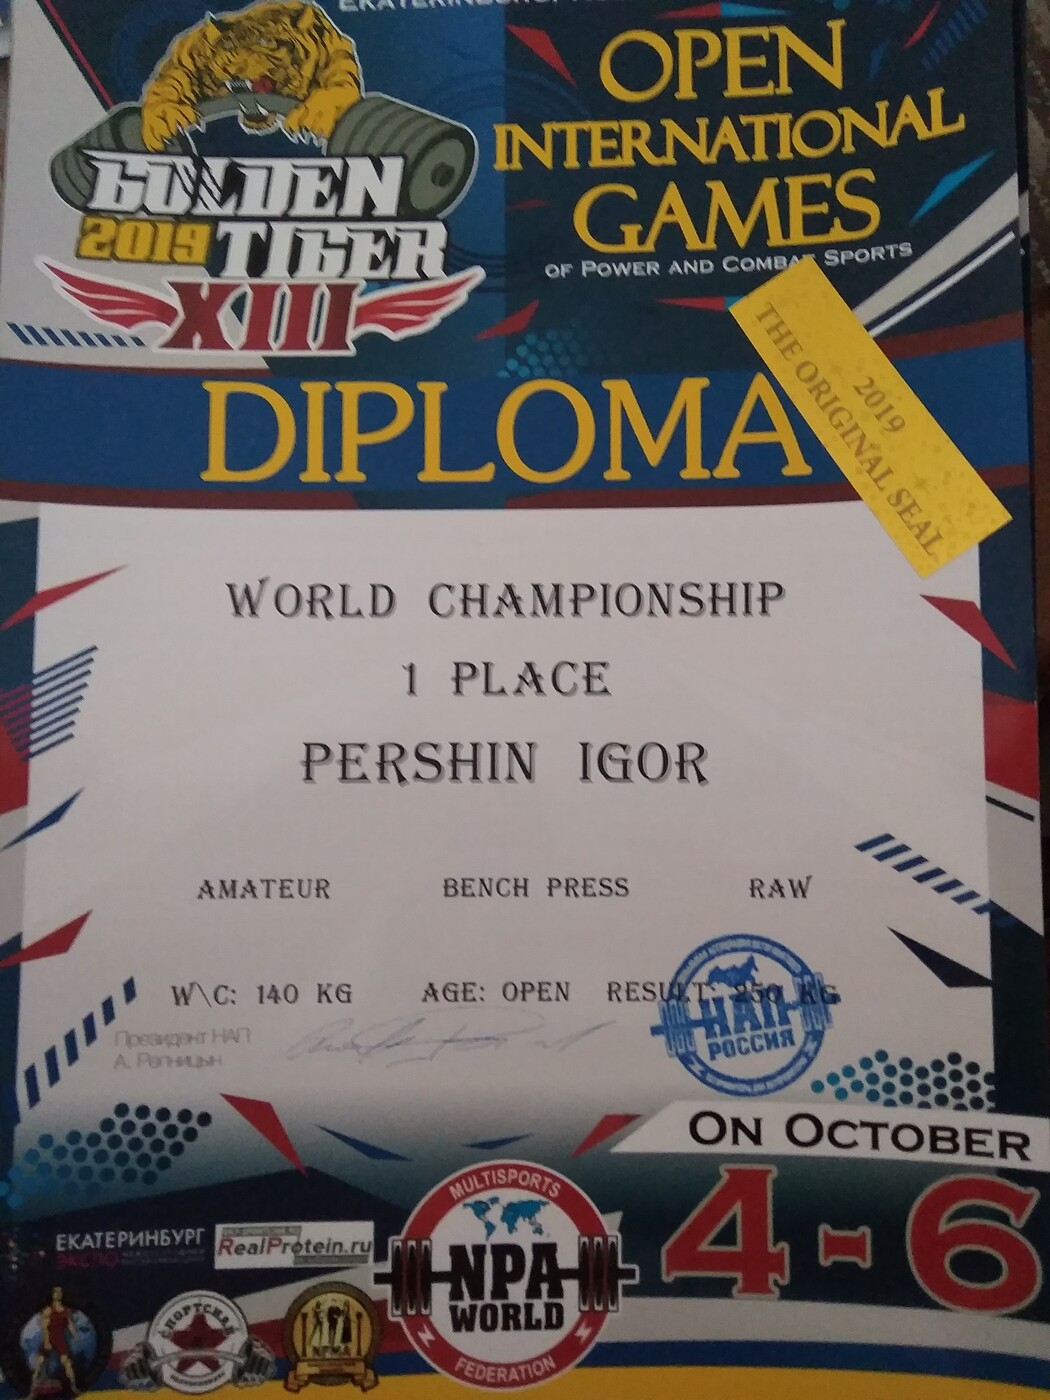 GOLDEN
2019 TIGER
XIII
OPEN
INTERNATIONAL
GAMES
OF POWER AND COMBAT SPORTS
2019
THE ORIGINAL SEAL
DIPLOMA
WORLD CHAMPIONSHIP
1 PLACE
PERSHIN IGOR
AMATEUR BENCH PRESS RAW
W\C: 140 KG AGE: OPEN RESULT: 250 KG
Президент НАП
А. Репницын
НАП
РОССИЯ
ON OCTOBER
4-6
ЕКАТЕРИНБУРГ
ЭКСПО
RealProtein.ru
MULTISPORTS
NPA
WORLD
FEDERATION